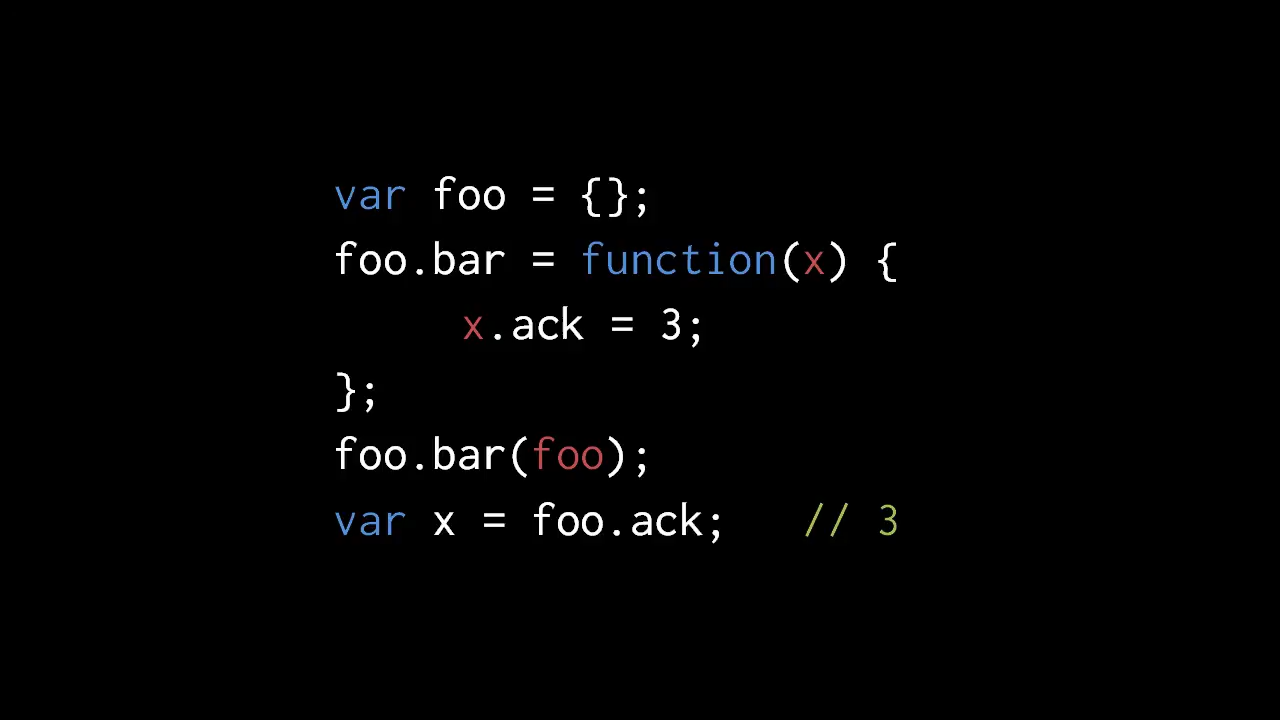 var foo = {};
foo.bar = function(x) {
x.ack = 3;
};
foo.bar(foo);
var x = foo.ack; // 3